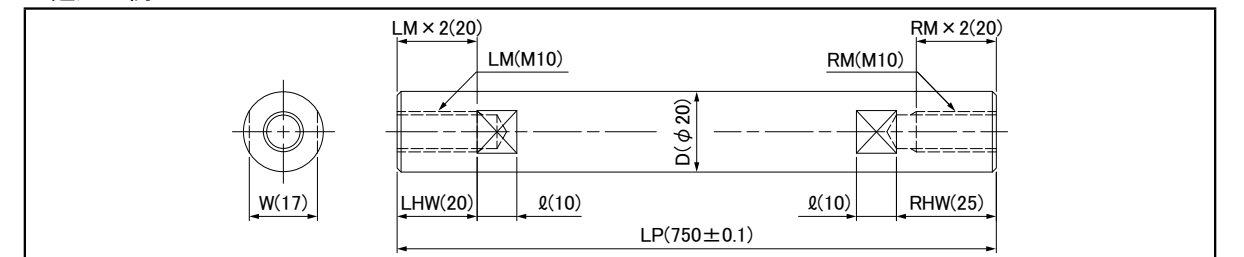 LM×2(20)
RM×2(20)
LM(M10)
RM(M10)
D(φ20)
W(17)
LHW(20)
ℓ(10)
ℓ(10)
RHW(25)
LP(750±0.1)